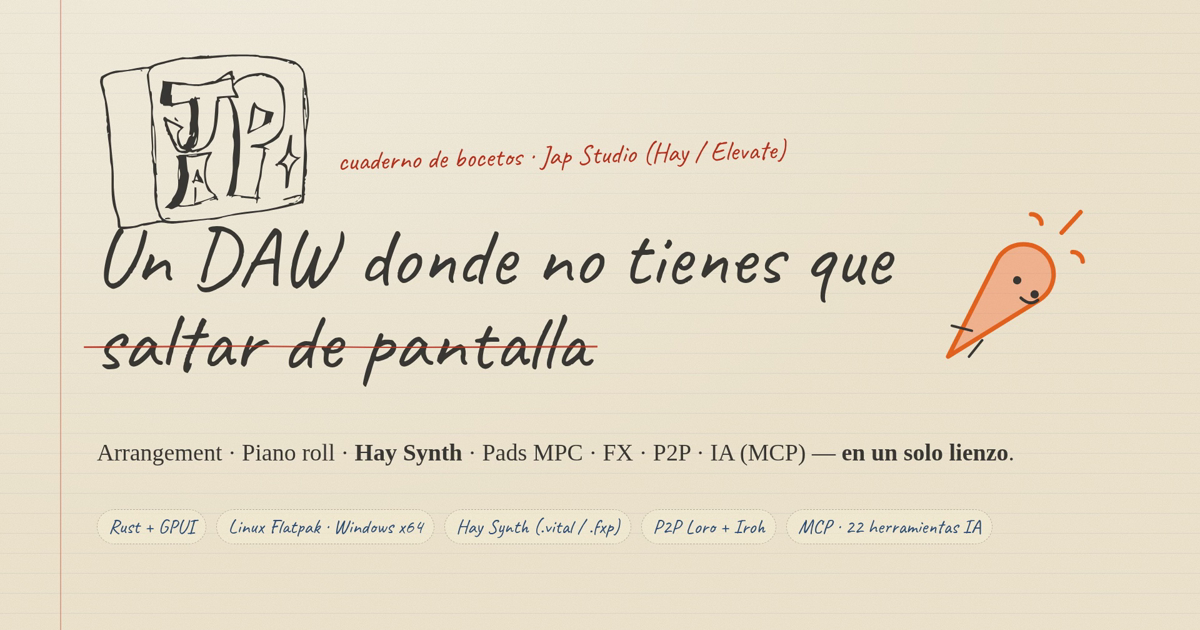 JAP
cuaderno de bocetos · Jap Studio (Hay / Elevate)
Un DAW donde no tienes que
saltar de pantalla
Arrangement · Piano roll · Hay Synth · Pads MPC · FX · P2P · IA (MCP) — en un solo lienzo.
Rust + GPUI Linux Flatpak · Windows x64 Hay Synth (.vital / .fxp) P2P Loro + Iroh MCP · 22 herramientas IA